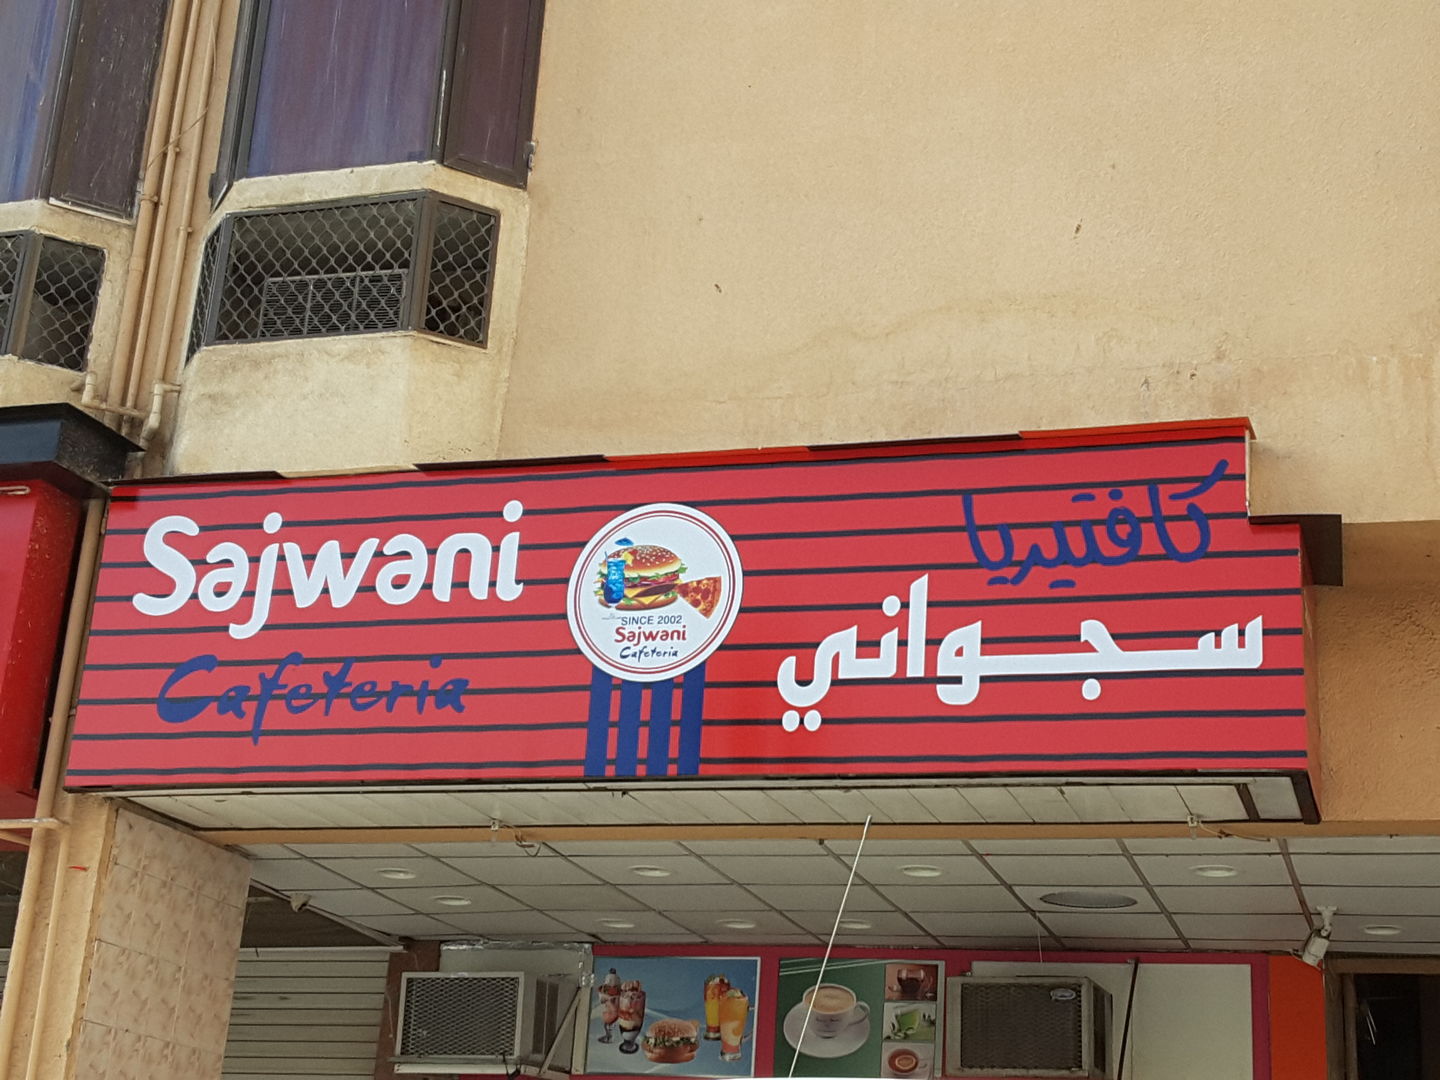 Sajwani
Cafeteria
SINCE 2002
Sajwani
Cafeteria
كافتيريا
سجواني